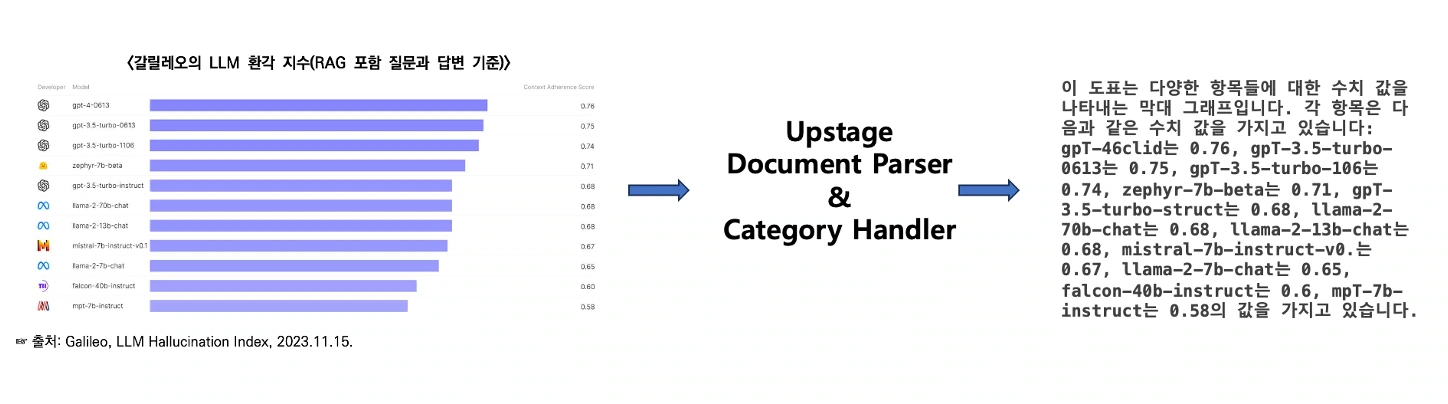 <갈릴레오의 LLM 환각 지수(RAG 포함 질문과 답변 기준)>
Developer Model Context Adherence Score
gpt-4-0613 0.76
gpt-3.5-turbo-0613 0.75
gpt-3.5-turbo-1106 0.74
zephyr-7b-beta 0.71
gpt-3.5-turbo-instruct 0.68
llama-2-70b-chat 0.68
llama-2-13b-chat 0.68
mistral-7b-instruct-v0.1 0.67
llama-2-7b-chat 0.65
falcon-40b-instruct 0.60
mpt-7b-instruct 0.58
☞ 출처: Galileo, LLM Hallucination Index, 2023.11.15.
Upstage
Document Parser
&
Category Handler
이 도표는 다양한 항목들에 대한 수치 값을
나타내는 막대 그래프입니다. 각 항목은 다
음과 같은 수치 값을 가지고 있습니다:
gpT-46clid는 0.76, gpT-3.5-turbo-
0613는 0.75, gpT-3.5-turbo-106는
0.74, zephyr-7b-beta는 0.71, gpT-
3.5-turbo-struct는 0.68, llama-2-
70b-chat는 0.68, llama-2-13b-chat는
0.68, mistral-7b-instruct-v0.는
0.67, llama-2-7b-chat는 0.65,
falcon-40b-instruct는 0.6, mpT-7b-
instruct는 0.58의 값을 가지고 있습니다.